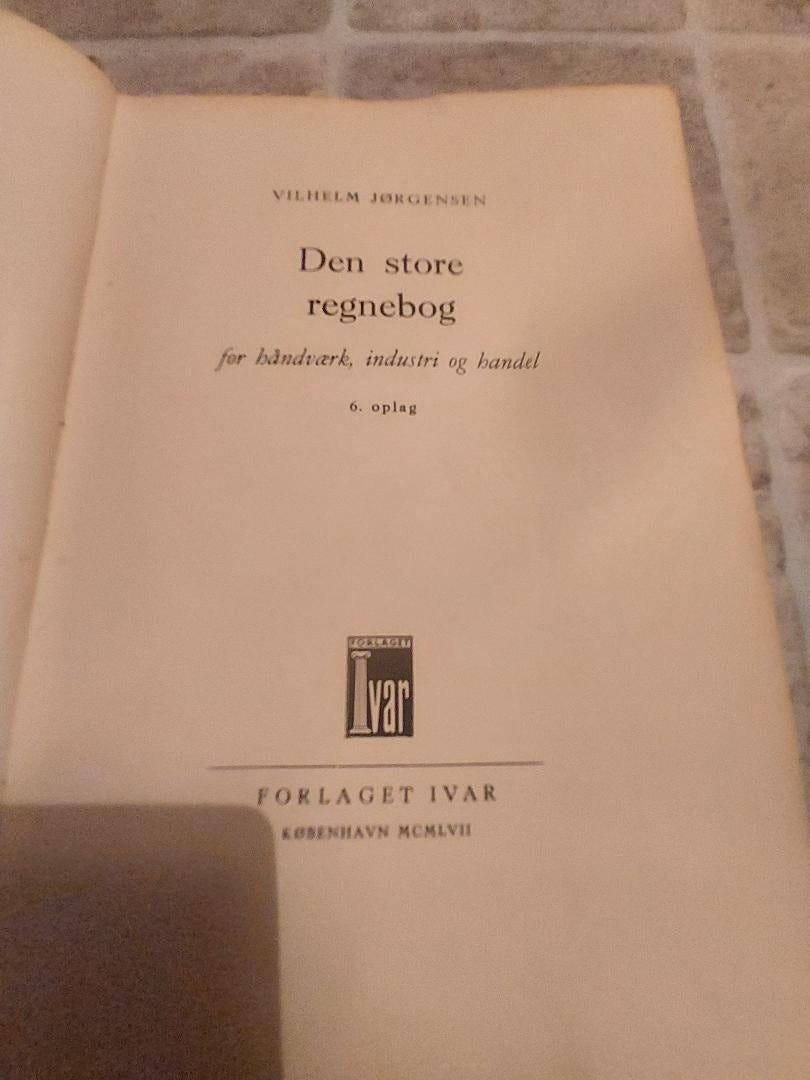 VILHELM JØRGENSEN
Den store
regnebog
for håndværk, industri og handel
6. oplag
FORLAGET
Ivar
FORLAGET IVAR
KØBENHAVN MCMLVII